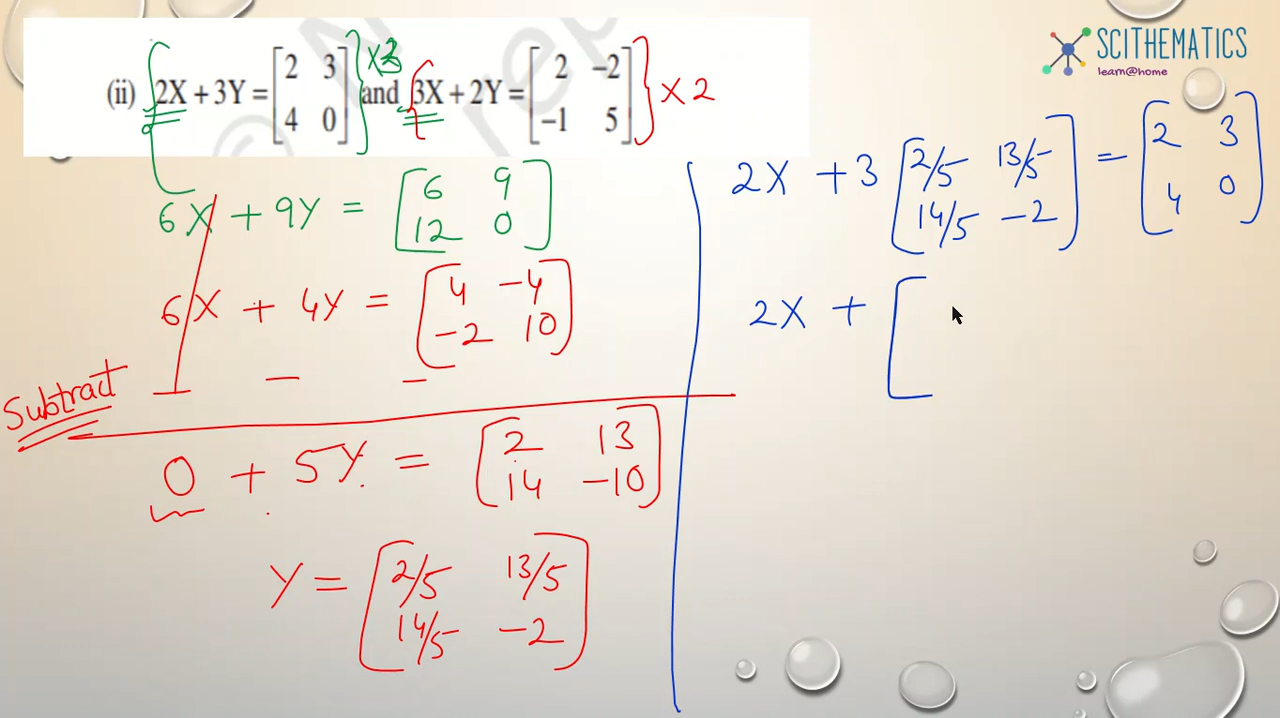 SCITHEMATICS
learn@home
(ii) 2X + 3Y = [2 3; 4 0] ×3 and 3X + 2Y = [2 −2; −1 5] × 2
6X + 9Y = [6 9; 12 0]
6X + 4Y = [4 −4; −2 10]
Subtract − − −
0 + 5Y = [2 13; 14 −10]
Y = [2/5 13/5; 14/5 −2]
2X + 3 [2/5 13/5; 14/5 −2] = [2 3; 4 0]
2X + [